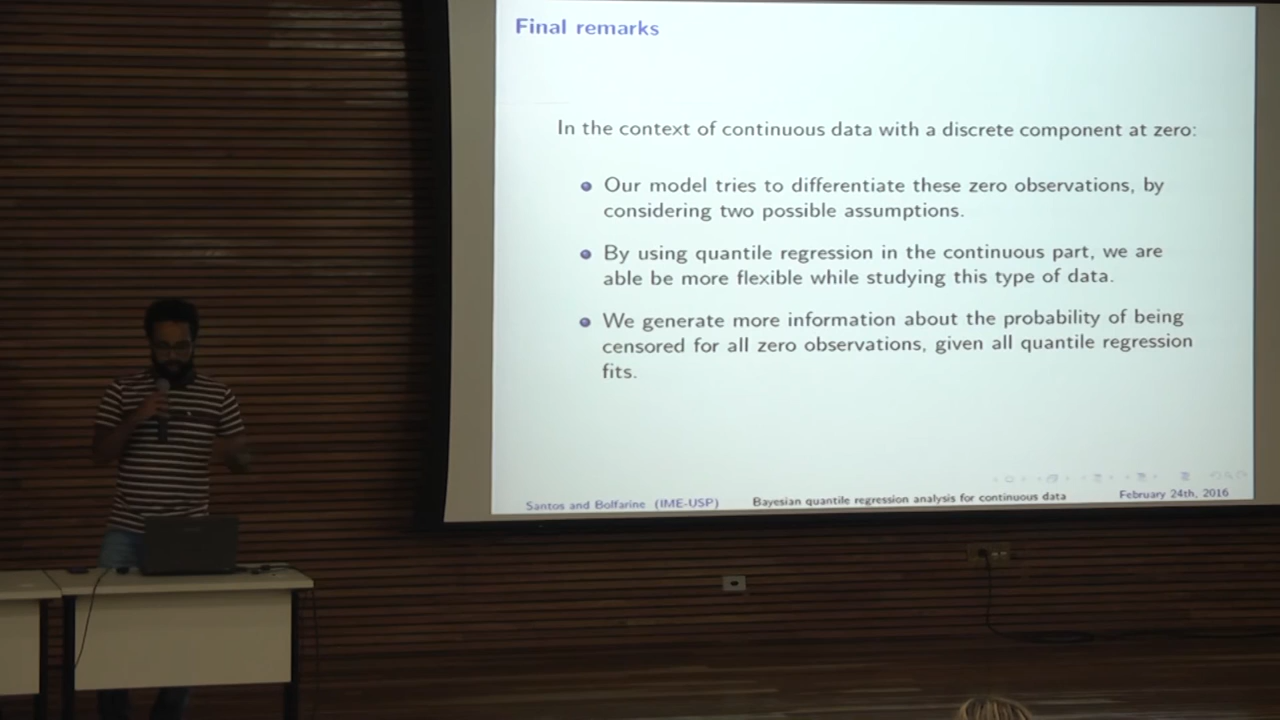 Final remarks
In the context of continuous data with a discrete component at zero:
Our model tries to differentiate these zero observations, by
considering two possible assumptions.
By using quantile regression in the continuous part, we are
able be more flexible while studying this type of data.
We generate more information about the probability of being
censored for all zero observations, given all quantile regression
fits.
Santos and Bolfarine (IME-USP) Bayesian quantile regression analysis for continuous data February 24th, 2016